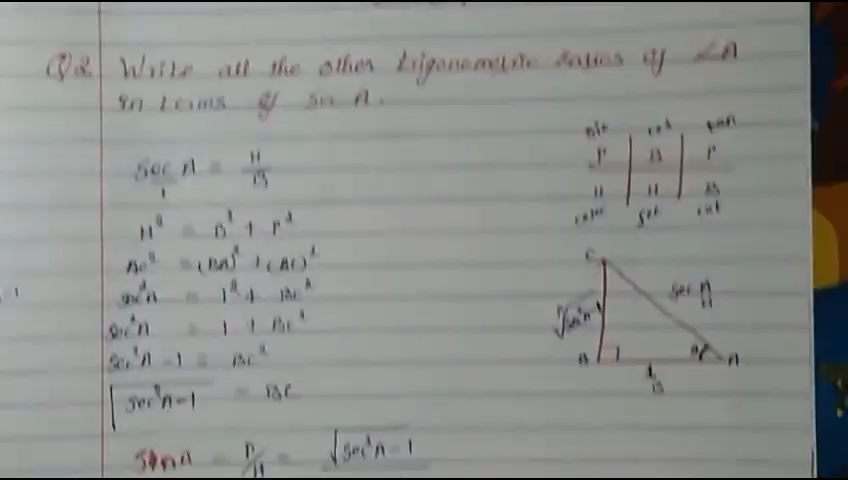 Q2 Write all the other trigonometric ratios of ∠A
in terms of sec A.
sin cos tan
P B P
H H B
cosec sec cot
sec A = H/B
1
H² = B² + P²
AC² = (BA)² + (BC)²
sec²A = 1² + BC²
sec²A = 1 + BC²
sec²A - 1 = BC²
√sec²A-1 = BC
sin A = P/H = √sec²A-1
C
√sec²A-1
sec A
H
B
A
1
B